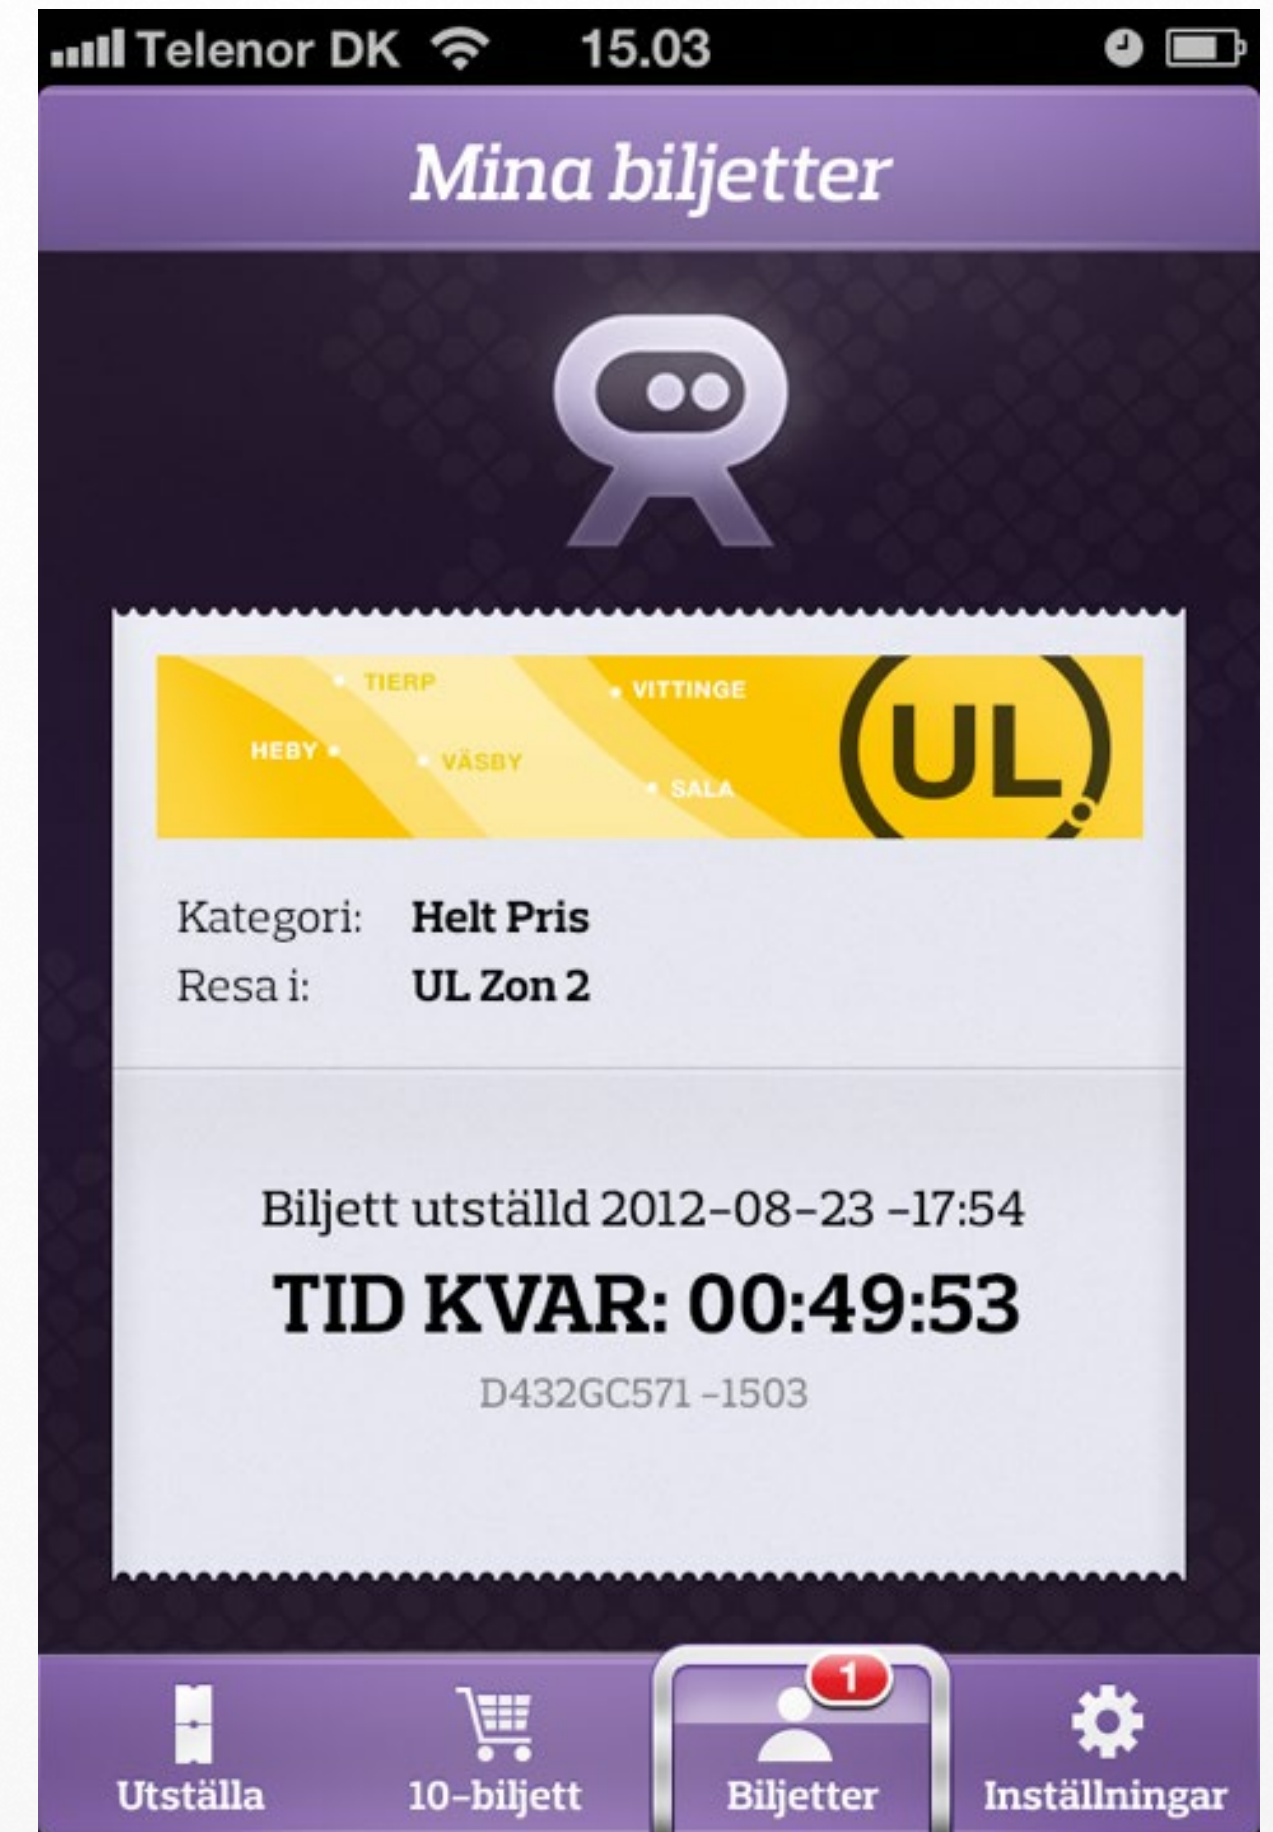 Telenor DK 15.03
Mina biljetter
TIERP
VITTINGE
HEBY
VÄSBY
SALA
UL
Kategori: Helt Pris
Resa i: UL Zon 2
Biljett utställd 2012-08-23 -17:54
TID KVAR: 00:49:53
D432GC571 -1503
1
Utställa 10-biljett Biljetter Inställningar